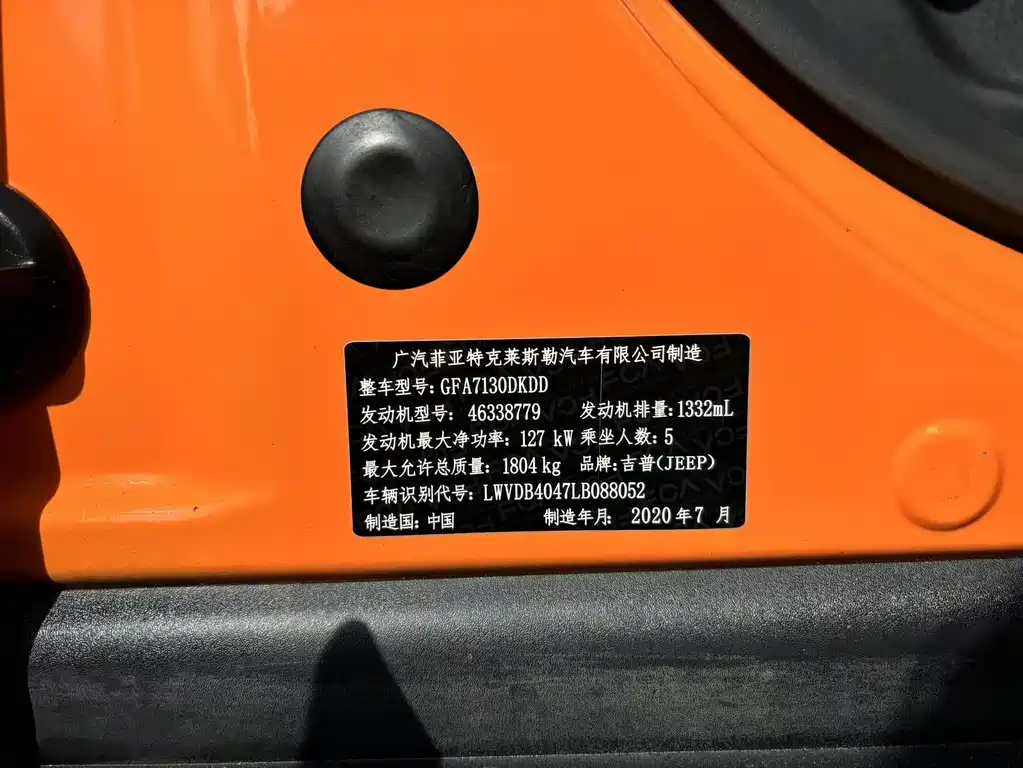 广汽菲亚特克莱斯勒汽车有限公司制造
整车型号: GFA7130DKDD
发动机型号: 46338779 发动机排量: 1332mL
发动机最大净功率: 127 kW 乘坐人数: 5
最大允许总质量: 1804 kg 品牌: 吉普(JEEP)
车辆识别代号: LWVDB4047LB088052
制造国: 中国 制造年月: 2020年7 月